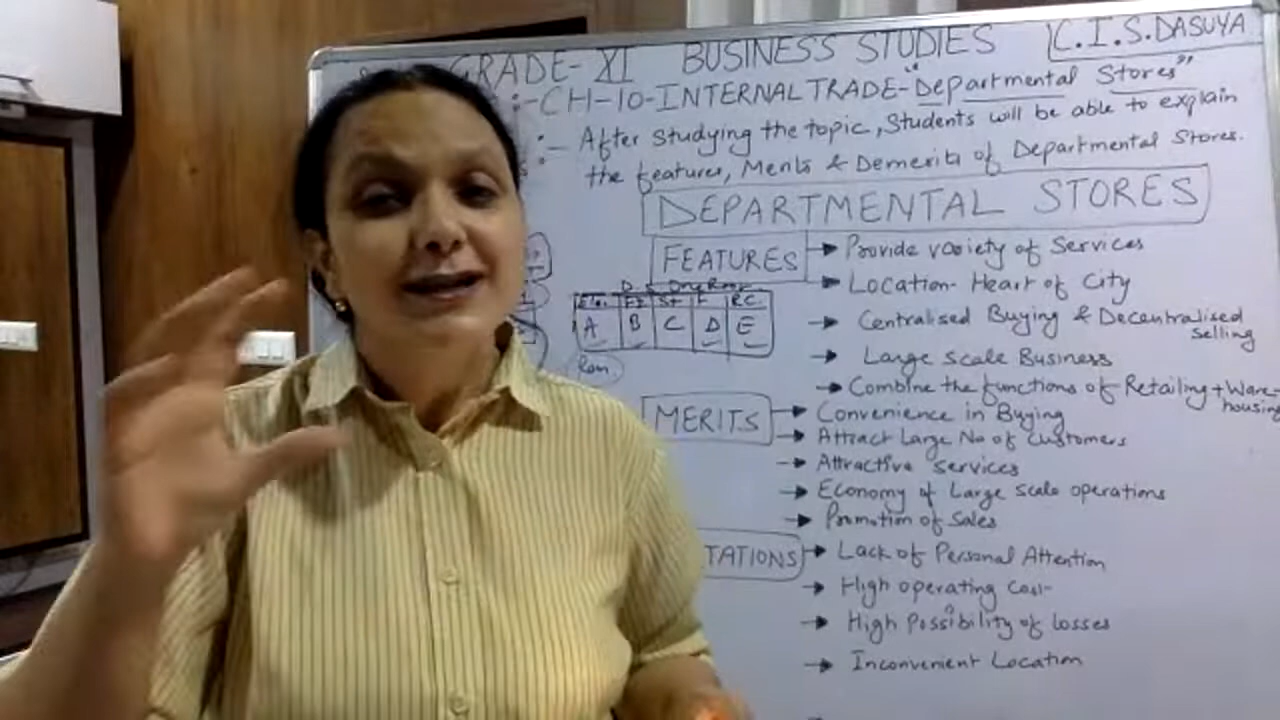 GRADE- XI BUSINESS STUDIES C.I.S. DASUYA
:- CH-10-INTERNAL TRADE-"Departmental Stores"
:- After studying the topic, Students will be able to explain
the features, Merits & Demerits of Departmental Stores.
DEPARTMENTAL STORES
FEATURES → Provide variety of Services
→ Location- Heart of City
→ Centralised Buying & Decentralised
selling
→ Large scale Business
→ Combine the functions of Retailing + Ware-
housing
A B C D E
MERITS → Convenience in Buying
→ Attract Large No of customers
→ Attractive services
→ Economy of Large scale operations
→ Promotion of Sales
TATIONS → Lack of Personal Attention
→ High operating Cost
→ High Possibility of losses
→ Inconvenient Location